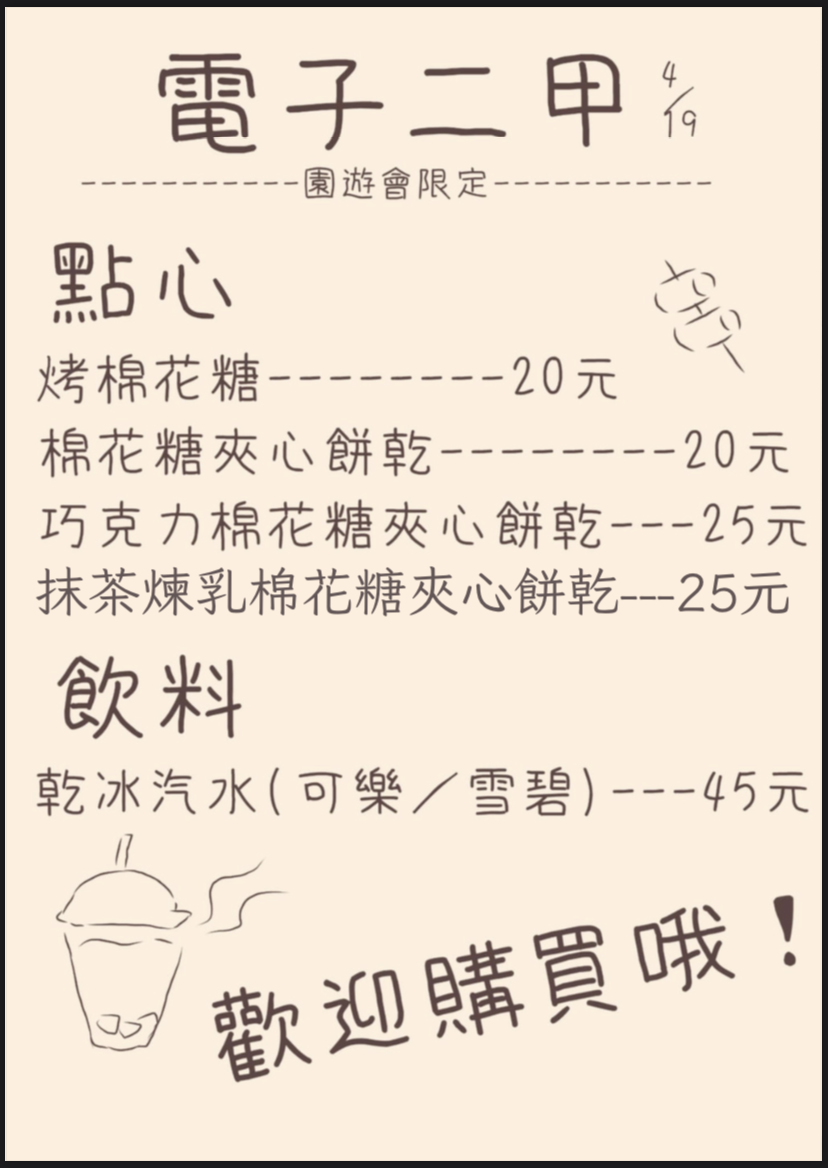 電子二甲 4/19
-----------園遊會限定-----------
點心
烤棉花糖---------20元
棉花糖夾心餅乾---------20元
巧克力棉花糖夾心餅乾---25元
抹茶煉乳棉花糖夾心餅乾---25元
飲料
乾冰汽水(可樂／雪碧)---45元
歡迎購買哦！